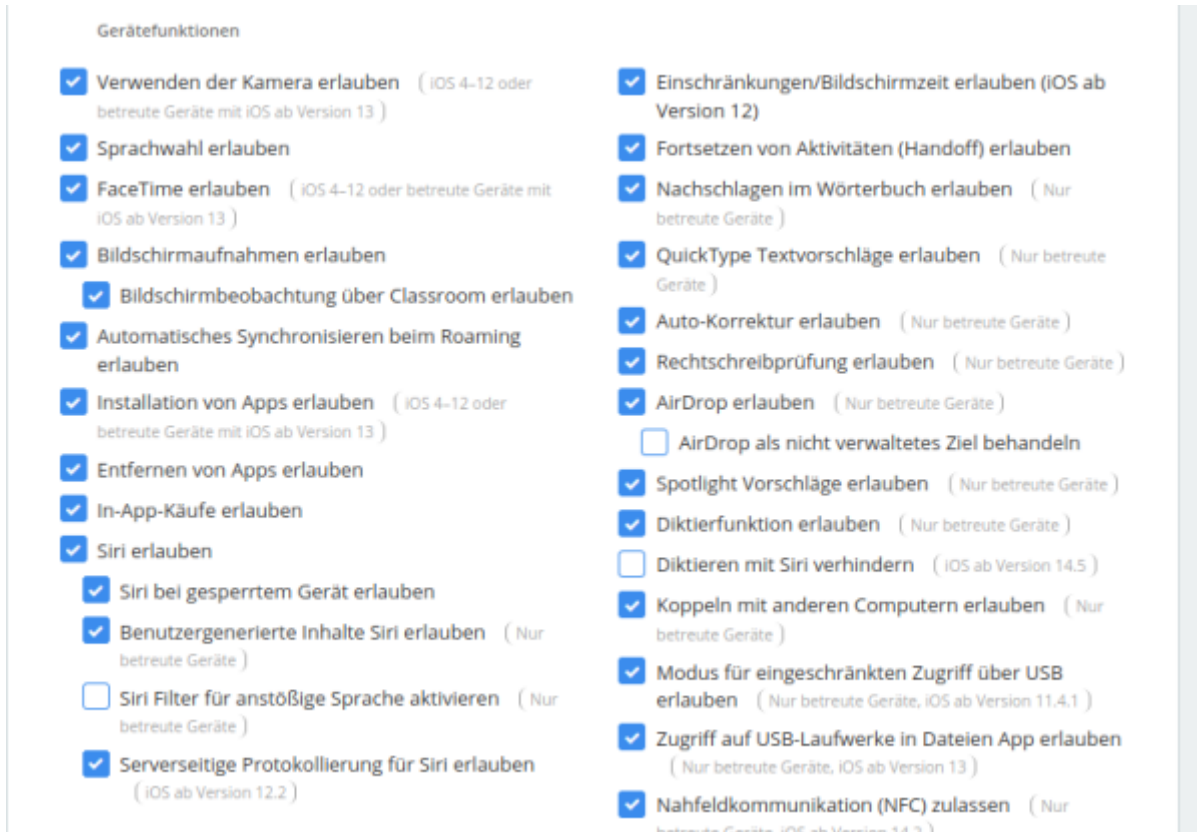 Gerätefunktionen
Verwenden der Kamera erlauben ( iOS 4–12 oder
betreute Geräte mit iOS ab Version 13 )
Sprachwahl erlauben
FaceTime erlauben ( iOS 4–12 oder betreute Geräte mit
iOS ab Version 13 )
Bildschirmaufnahmen erlauben
Bildschirmbeobachtung über Classroom erlauben
Automatisches Synchronisieren beim Roaming
erlauben
Installation von Apps erlauben ( iOS 4–12 oder
betreute Geräte mit iOS ab Version 13 )
Entfernen von Apps erlauben
In-App-Käufe erlauben
Siri erlauben
Siri bei gesperrtem Gerät erlauben
Benutzergenerierte Inhalte Siri erlauben ( Nur
betreute Geräte )
Siri Filter für anstößige Sprache aktivieren ( Nur
betreute Geräte )
Serverseitige Protokollierung für Siri erlauben
( iOS ab Version 12.2 )
Einschränkungen/Bildschirmzeit erlauben (iOS ab
Version 12)
Fortsetzen von Aktivitäten (Handoff) erlauben
Nachschlagen im Wörterbuch erlauben ( Nur
betreute Geräte )
QuickType Textvorschläge erlauben ( Nur betreute
Geräte )
Auto-Korrektur erlauben ( Nur betreute Geräte )
Rechtschreibprüfung erlauben ( Nur betreute Geräte )
AirDrop erlauben ( Nur betreute Geräte )
AirDrop als nicht verwaltetes Ziel behandeln
Spotlight Vorschläge erlauben ( Nur betreute Geräte )
Diktierfunktion erlauben ( Nur betreute Geräte )
Diktieren mit Siri verhindern ( iOS ab Version 14.5 )
Koppeln mit anderen Computern erlauben ( Nur
betreute Geräte )
Modus für eingeschränkten Zugriff über USB
erlauben ( Nur betreute Geräte, iOS ab Version 11.4.1 )
Zugriff auf USB-Laufwerke in Dateien App erlauben
( Nur betreute Geräte, iOS ab Version 13 )
Nahfeldkommunikation (NFC) zulassen ( Nur
betreute Geräte, iOS ab Version 14.2 )